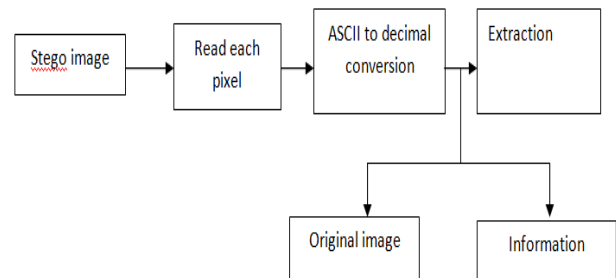 Stego image
Read each
pixel
ASCII to decimal
conversion
Extraction
Original image
Information